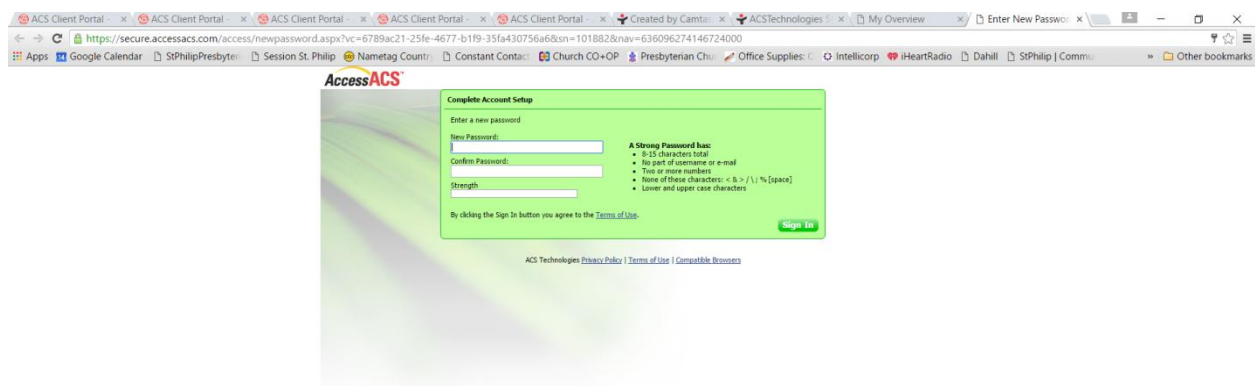 ACS Client Portal - ACS Client Portal - ACS Client Portal - ACS Client Portal - ACS Client Portal - Created by Camtas ACSTechnologies S My Overview Enter New Passwor
https://secure.accessacs.com/access/newpassword.aspx?vc=6789ac21-25fe-4677-b1f9-35fa430756a6&sn=101882&nav=636096274146724000
Apps Google Calendar StPhilipPresbyter Session St. Philip Nametag Country Constant Contact Church CO+OP Presbyterian Chu Office Supplies: C Intellicorp iHeartRadio Dahill StPhilip | Commu » Other bookmarks
AccessACS
Complete Account Setup
Enter a new password
New Password:
Confirm Password:
Strength
A Strong Password has:
• 8-15 characters total
• No part of username or e-mail
• Two or more numbers
• None of these characters: < & > / \ ; % [space]
• Lower and upper case characters
By clicking the Sign In button you agree to the Terms of Use.
Sign In
ACS Technologies Privacy Policy | Terms of Use | Compatible Browsers